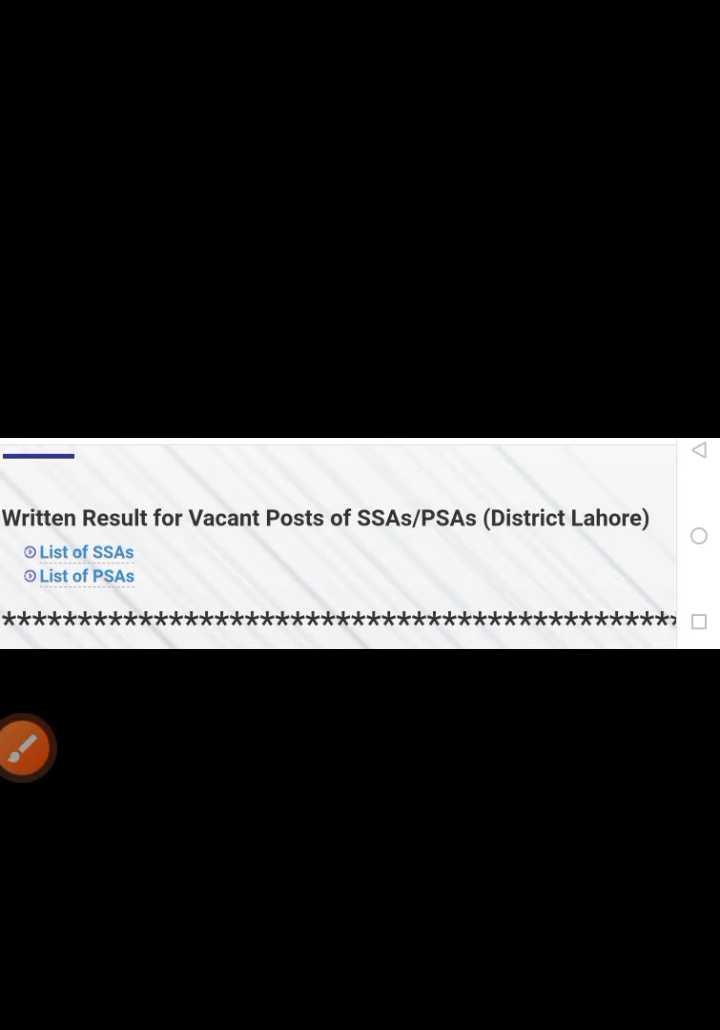 Written Result for Vacant Posts of SSAs/PSAs (District Lahore)
List of SSAs
List of PSAs
********************************************